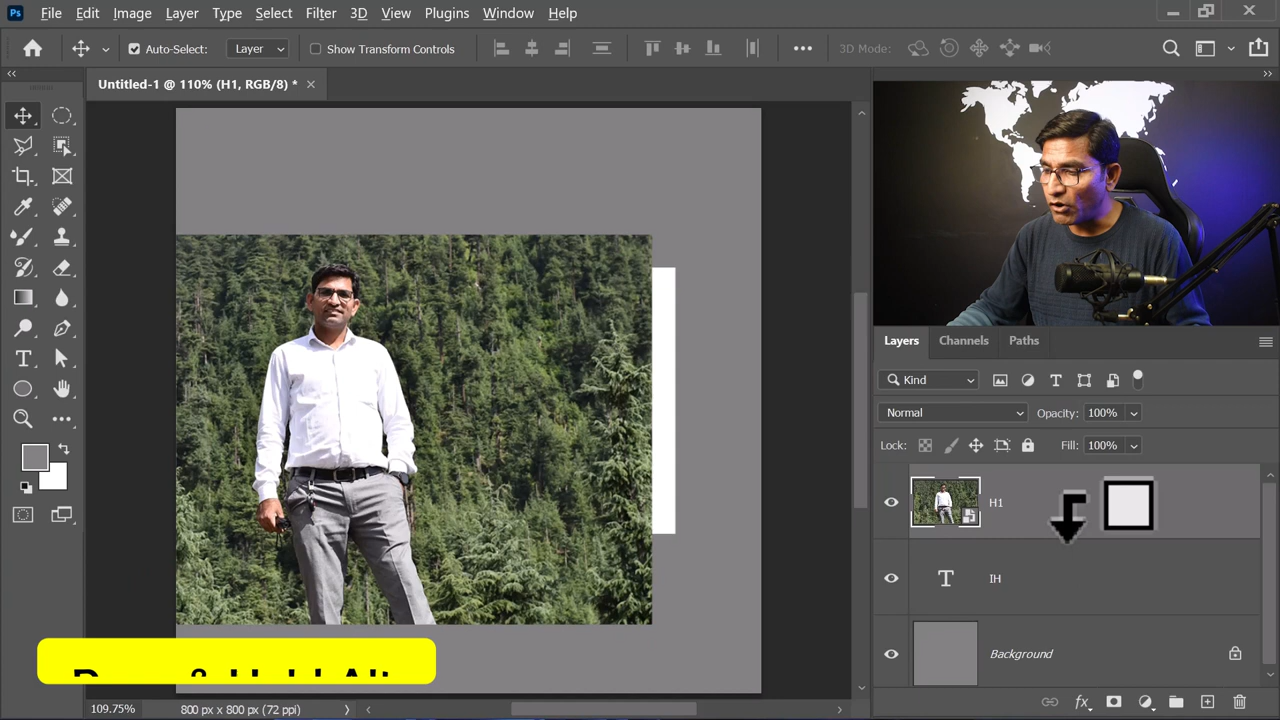 Ps File Edit Image Layer Type Select Filter 3D View Plugins Window Help
Auto-Select: Layer Show Transform Controls 3D Mode:
Untitled-1 @ 110% (H1, RGB/8) *
Layers Channels Paths
Kind
Normal Opacity: 100%
Lock: Fill: 100%
H1
T IH
Background
109.75% 800 px x 800 px (72 ppi)
fx